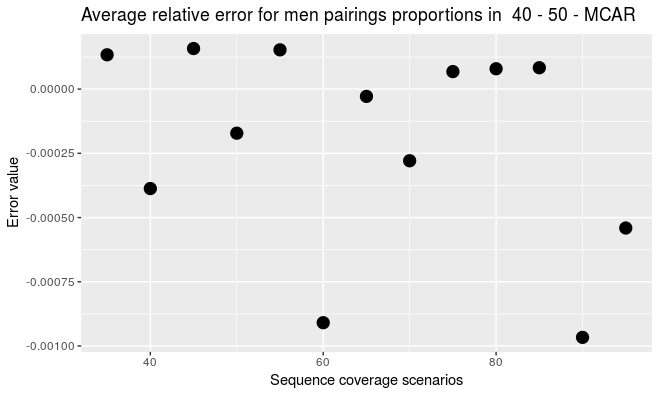 Average relative error for men pairings proportions in  40 - 50 - MCAR
0.00000
-0.00025
-0.00050
-0.00075
-0.00100
Error value
40
60
80
Sequence coverage scenarios